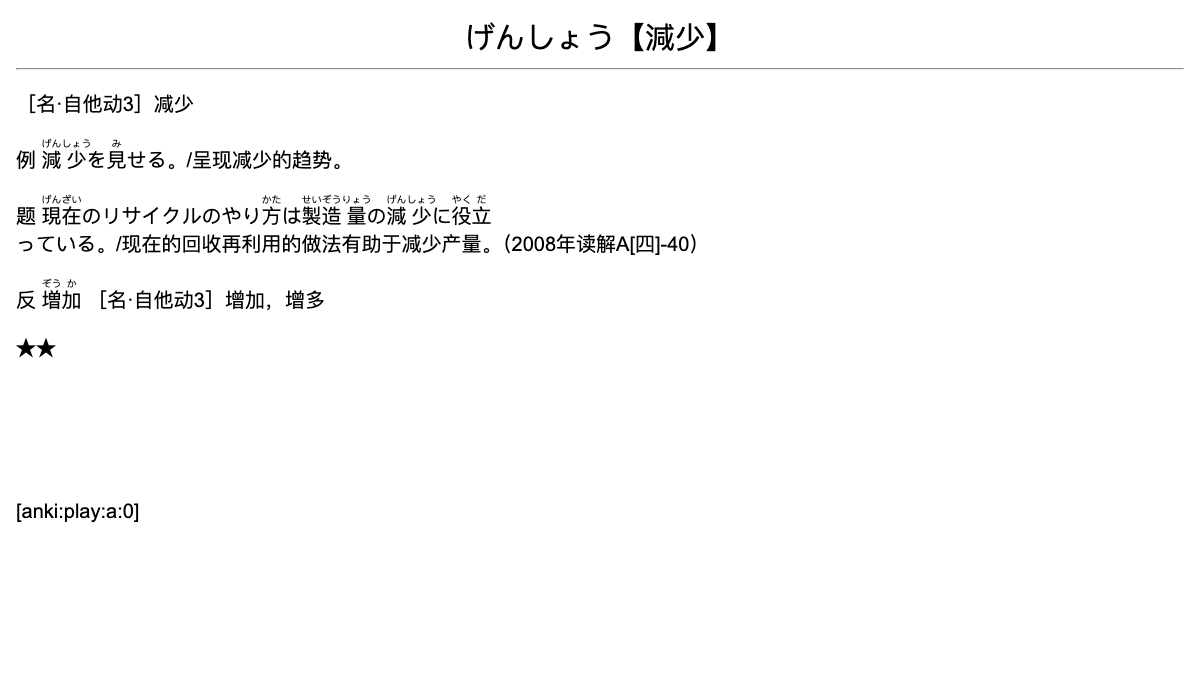 げんしょう【減少】
［名·自他动3］减少
げんしょう み
例 減少を見せる。/呈现减少的趋势。
げんざい かた せいぞうりょう げんしょう やく だ
题 現在のリサイクルのやり方は製造量の減少に役立
っている。/现在的回收再利用的做法有助于减少产量。（2008年读解A[四]-40）
ぞう か
反 増加 ［名·自他动3］增加，增多
★★
[anki:play:a:0]